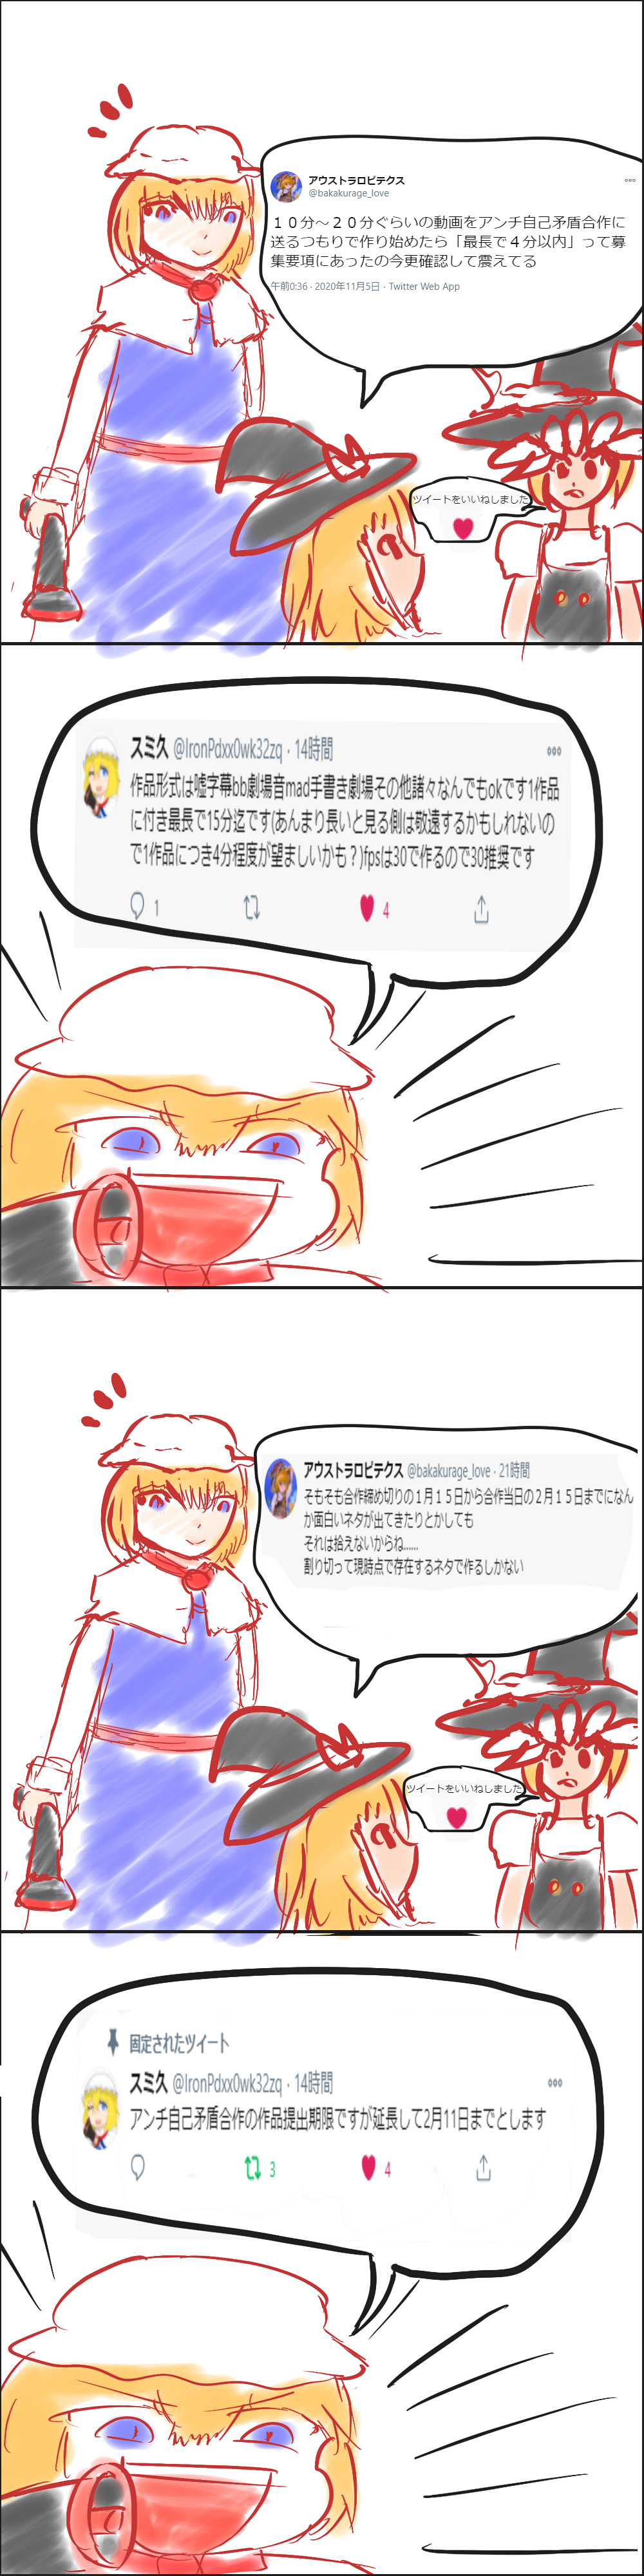 アウストラロピテクス
@bakakurage_love
１０分～２０分ぐらいの動画をアンチ自己矛盾合作に
送るつもりで作り始めたら「最長で４分以内」って募
集要項にあったの今更確認して震えてる
午前0:36 · 2020年11月5日 · Twitter Web App
ツイートをいいねしました
スミ久 @IronPdxx0wk32zq · 14時間
作品形式は嘘字幕bb劇場音mad手書き劇場その他諸々なんでもokです1作品
に付き最長で15分迄です(あんまり長いと見る側は敬遠するかもしれないの
で1作品につき4分程度が望ましいかも？)fpsは30で作るので30推奨です
1 4
アウストラロピテクス @bakakurage_love · 21時間
そもそも合作締め切りの１月１５日から合作当日の２月１５日までになん
か面白いネタが出てきたりとかしても
それは拾えないからね......
割り切って現時点で存在するネタで作るしかない
ツイートをいいねしました
固定されたツイート
スミ久 @IronPdxx0wk32zq · 14時間
アンチ自己矛盾合作の作品提出期限ですが延長して2月11日までとします
3 4